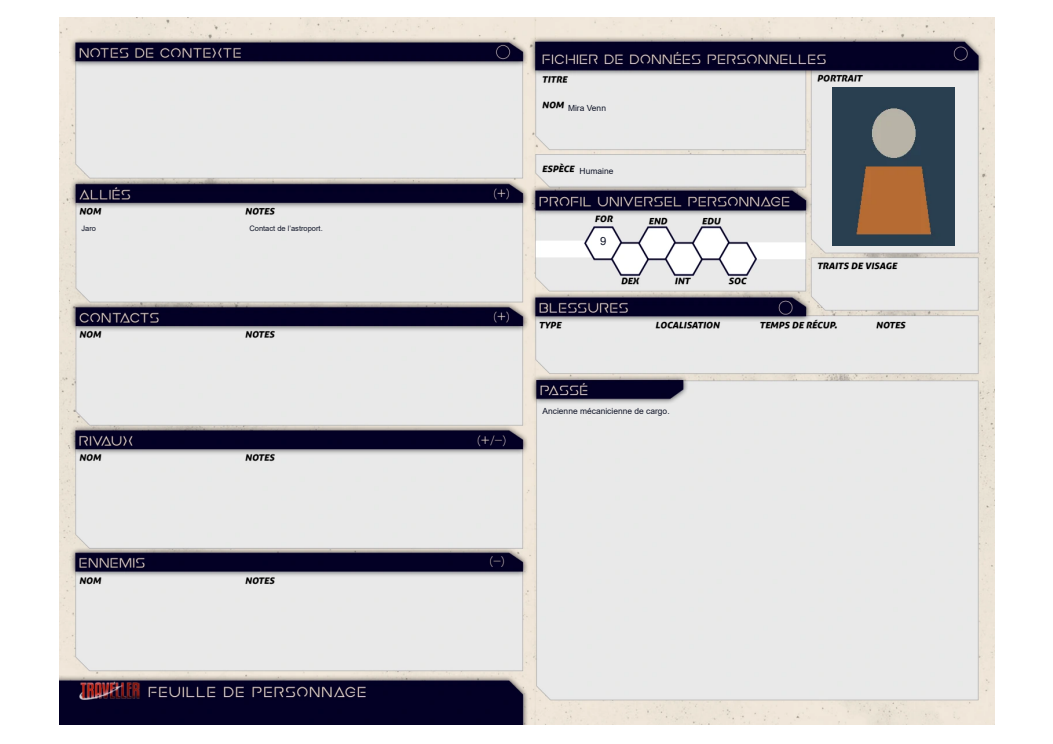 NOTES DE CONTEXTE
ALLIÉS (+)
NOM NOTES
Jaro Contact de l'astroport.
CONTACTS (+)
NOM NOTES
RIVAUX (+/−)
NOM NOTES
ENNEMIS (−)
NOM NOTES
TRAVELLER FEUILLE DE PERSONNAGE
FICHIER DE DONNÉES PERSONNELLES
TITRE
NOM Mira Venn
PORTRAIT
ESPÈCE Humaine
PROFIL UNIVERSEL PERSONNAGE
FOR END EDU
9
DEX INT SOC
TRAITS DE VISAGE
BLESSURES
TYPE LOCALISATION TEMPS DE RÉCUP. NOTES
PASSÉ
Ancienne mécanicienne de cargo.